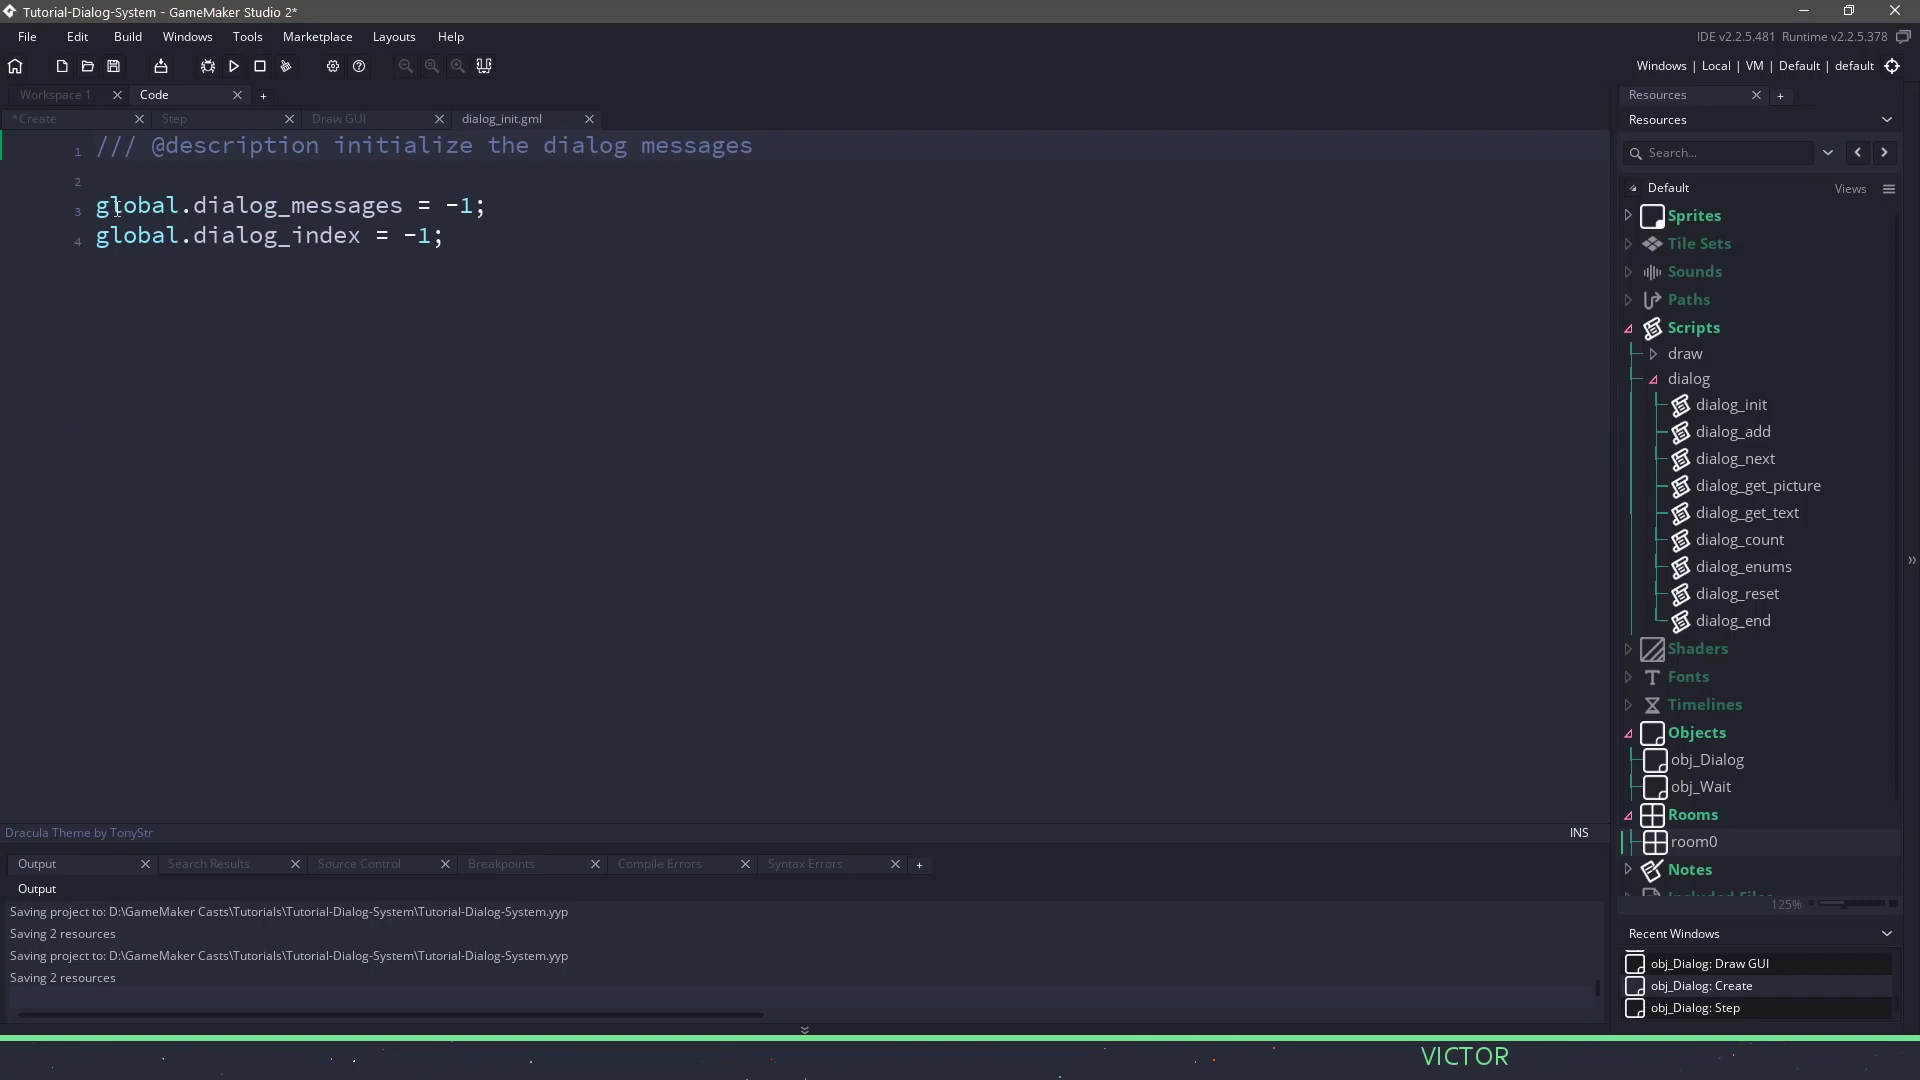 Tutorial-Dialog-System - GameMaker Studio 2*
File Edit Build Windows Tools Marketplace Layouts Help
IDE v2.2.5.481 Runtime v2.2.5.378
Windows | Local | VM | Default | default
Workspace 1
Code
+
Resources
+
*Create
Step
Draw GUI
dialog_init.gml
Resources
1 /// @description initialize the dialog messages
2
3 global.dialog_messages = -1;
4 global.dialog_index = -1;
Search...
Default
Views
Sprites
Tile Sets
Sounds
Paths
Scripts
draw
dialog
dialog_init
dialog_add
dialog_next
dialog_get_picture
dialog_get_text
dialog_count
dialog_enums
dialog_reset
dialog_end
Shaders
Fonts
Timelines
Objects
obj_Dialog
obj_Wait
Rooms
room0
Notes
Included Files
125%
Recent Windows
obj_Dialog: Draw GUI
obj_Dialog: Create
obj_Dialog: Step
Dracula Theme by TonyStr
INS
Output
Search Results
Source Control
Breakpoints
Compile Errors
Syntax Errors
+
Output
Saving project to: D:\GameMaker Casts\Tutorials\Tutorial-Dialog-System\Tutorial-Dialog-System.yyp
Saving 2 resources
Saving project to: D:\GameMaker Casts\Tutorials\Tutorial-Dialog-System\Tutorial-Dialog-System.yyp
Saving 2 resources
VICTOR